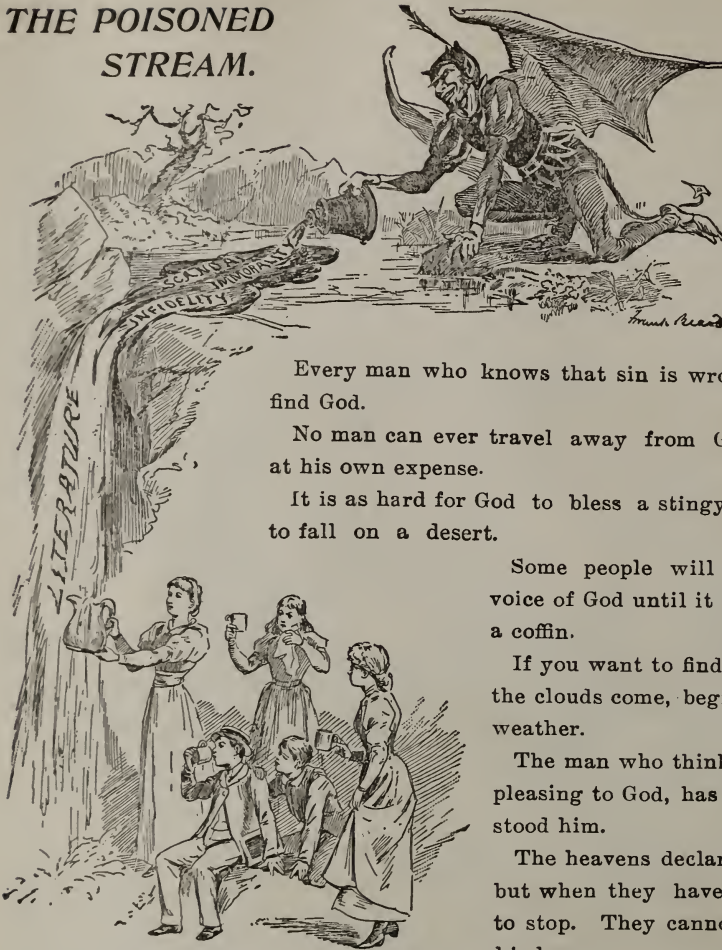 THE POISONED
STREAM.
SCANDAL
IMMORALITY
INFIDELITY
Frank Beard
LITERATURE
Every man who knows that sin is wro
find God.
No man can ever travel away from G
at his own expense.
It is as hard for God to bless a stingy
to fall on a desert.
Some people will
voice of God until it
a coffin.
If you want to find
the clouds come, beg
weather.
The man who think
pleasing to God, has
stood him.
The heavens declar
but when they have
to stop. They canno